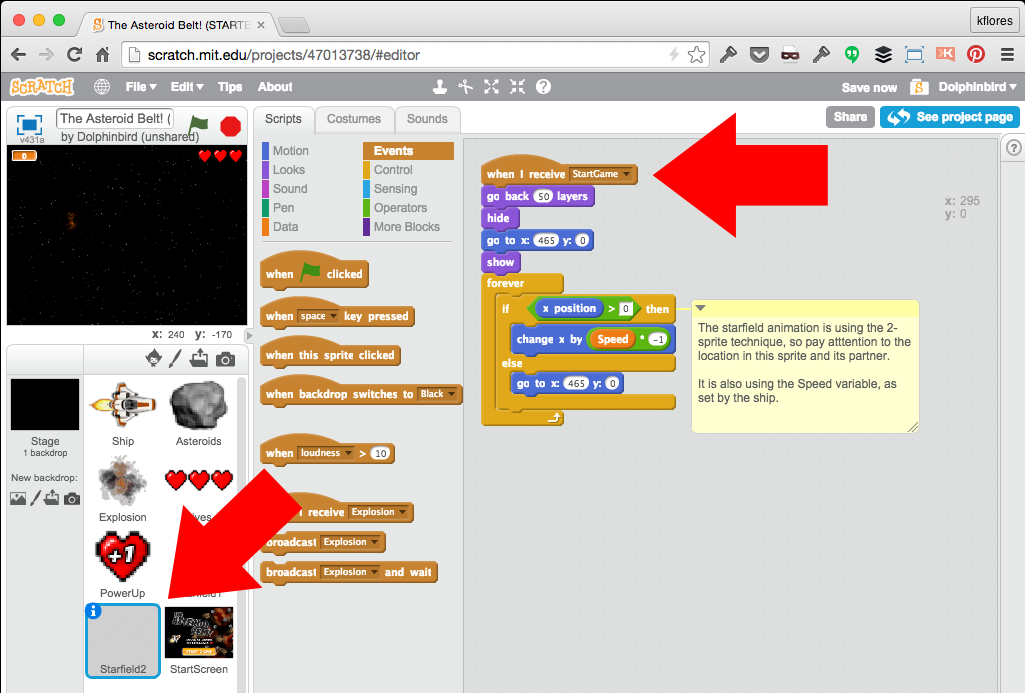 The Asteroid Belt! (STARTE
kflores
scratch.mit.edu/projects/47013738/#editor
SCRATCH
File
Edit
Tips
About
Save now
Dolphinbird
v431a
The Asteroid Belt! (
by Dolphinbird (unshared)
0
x: 240 y: -170
Scripts
Costumes
Sounds
Share
See project page
Motion
Looks
Sound
Pen
Data
Events
Control
Sensing
Operators
More Blocks
when clicked
when space key pressed
when this sprite clicked
when backdrop switches to Black
when loudness > 10
I receive Explosion
broadcast Explosion
broadcast Explosion and wait
when I receive StartGame
go back 50 layers
hide
go to x: 465 y: 0
show
forever
if x position > 0 then
change x by Speed * -1
else
go to x: 465 y: 0
The starfield animation is using the 2-
sprite technique, so pay atttention to the
location in this sprite and its partner.
It is also using the Speed variable, as
set by the ship.
x: 295
y: 0
Stage
1 backdrop
New backdrop:
Ship
Asteroids
Explosion
+1
PowerUp
Starfield2
StartScreen